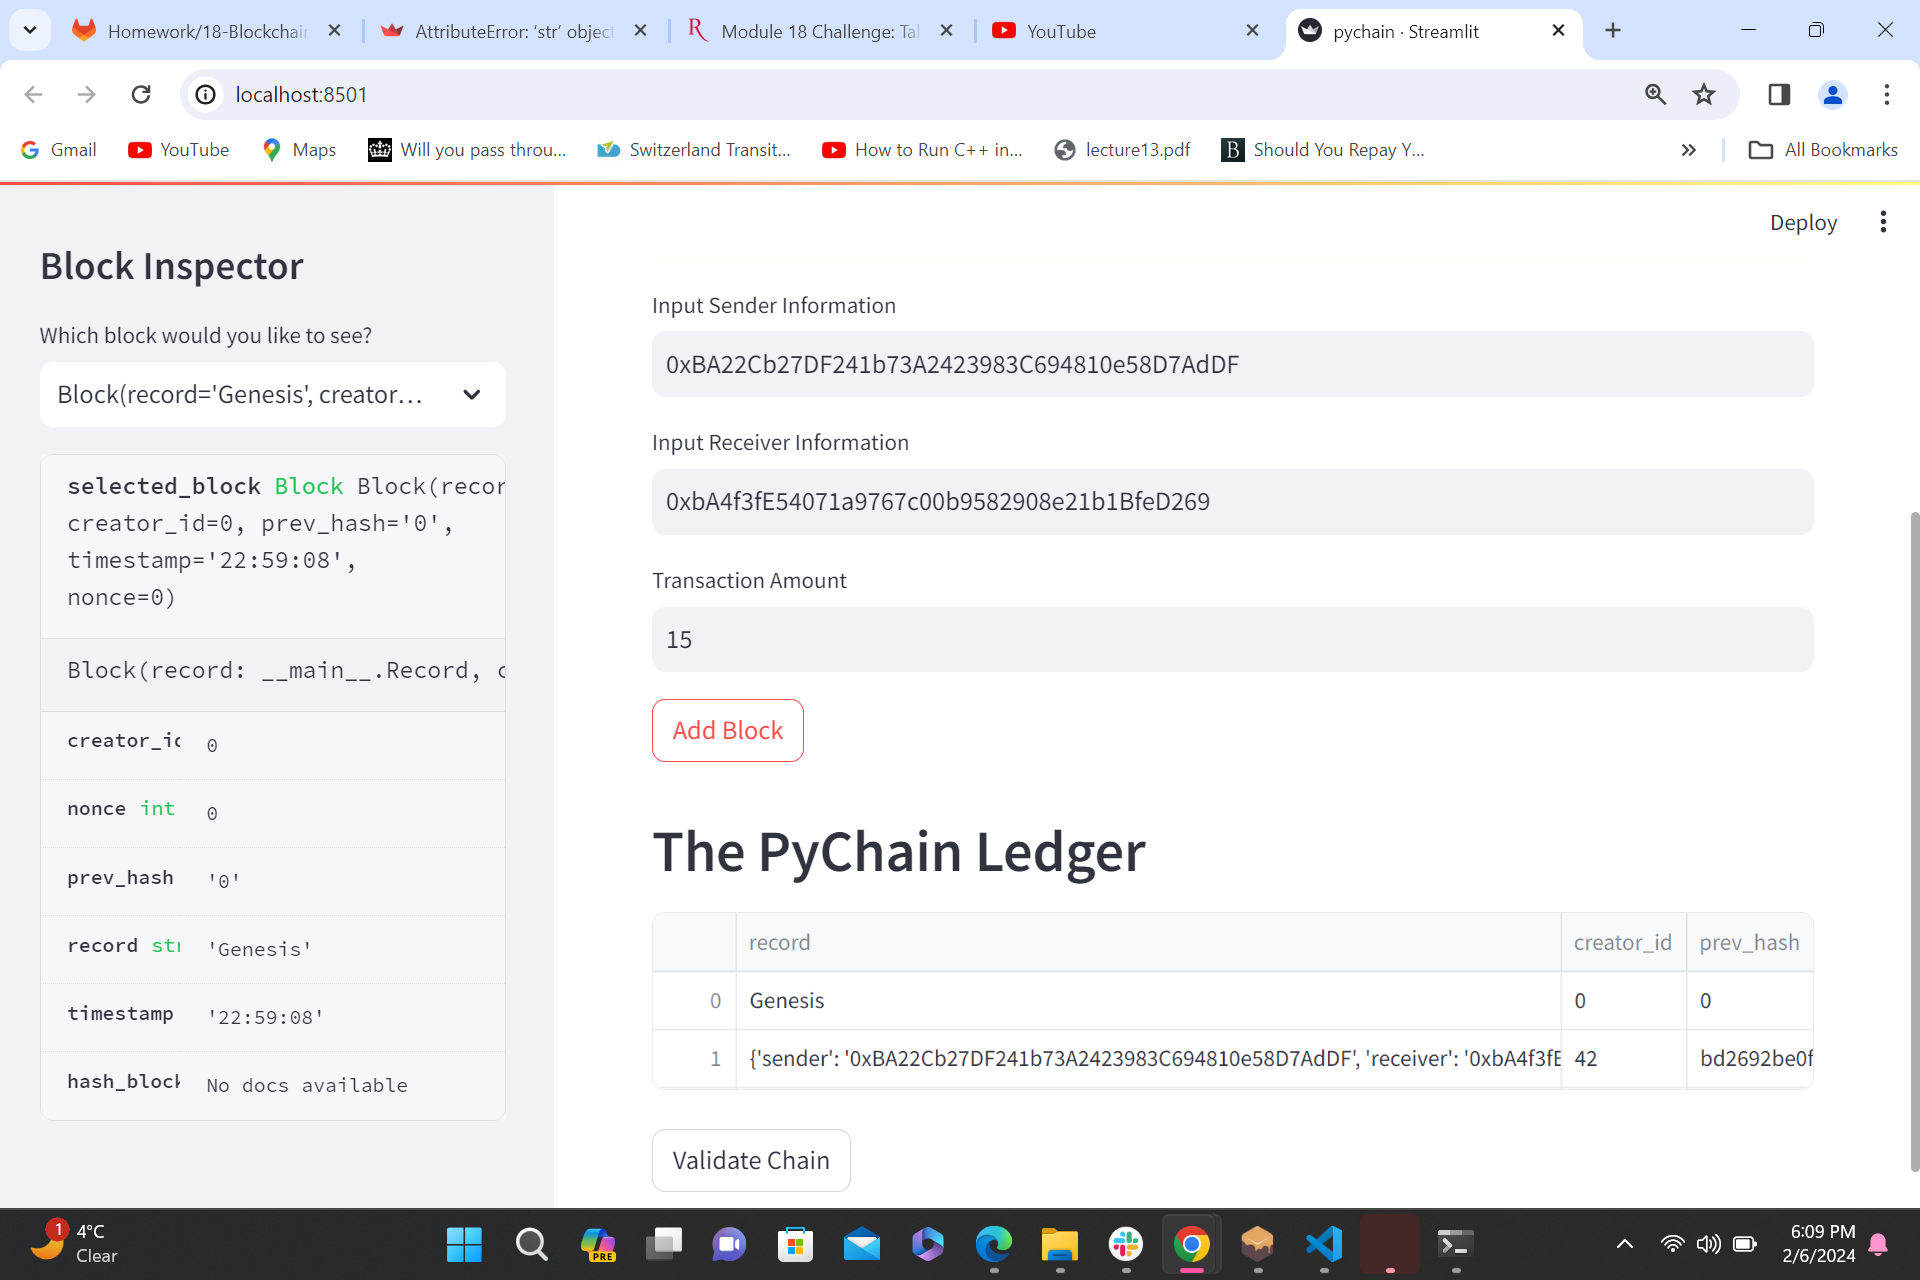 Homework/18-Blockchain
AttributeError: ‘str’ object
Module 18 Challenge: Tal
YouTube
pychain · Streamlit
localhost:8501
Gmail
YouTube
Maps
Will you pass throu...
Switzerland Transit...
How to Run C++ in...
lecture13.pdf
Should You Repay Y...
All Bookmarks
Deploy
Block Inspector
Which block would you like to see?
Block(record='Genesis', creator...
selected_block Block Block(recor
creator_id=0, prev_hash='0',
timestamp='22:59:08',
nonce=0)
Block(record: __main__.Record, c
creator_id 0
nonce int 0
prev_hash '0'
record str 'Genesis'
timestamp '22:59:08'
hash_block No docs available
Input Sender Information
0xBA22Cb27DF241b73A2423983C694810e58D7AdDF
Input Receiver Information
0xbA4f3fE54071a9767c00b9582908e21b1BfeD269
Transaction Amount
15
Add Block
The PyChain Ledger
record creator_id prev_hash
0 Genesis 0 0
1 {'sender': '0xBA22Cb27DF241b73A2423983C694810e58D7AdDF', 'receiver': '0xbA4f3fE 42 bd2692be0f
Validate Chain
1
4°C
Clear
PRE
6:09 PM
2/6/2024